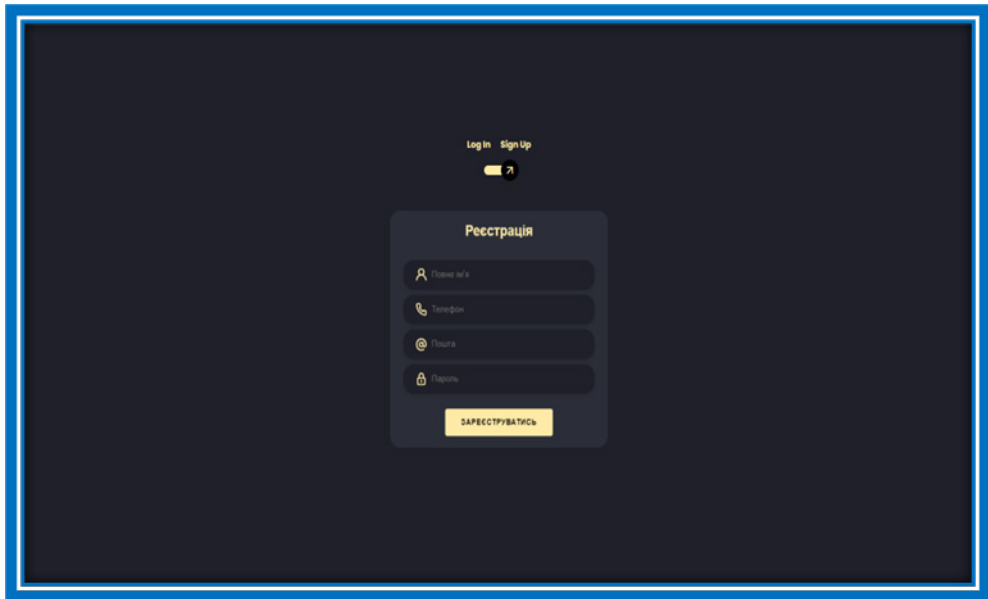 Log In Sign Up
Реєстрація
Повне ім'я
Телефон
Пошта
Пароль
ЗАРЕЄСТРУВАТИСЬ